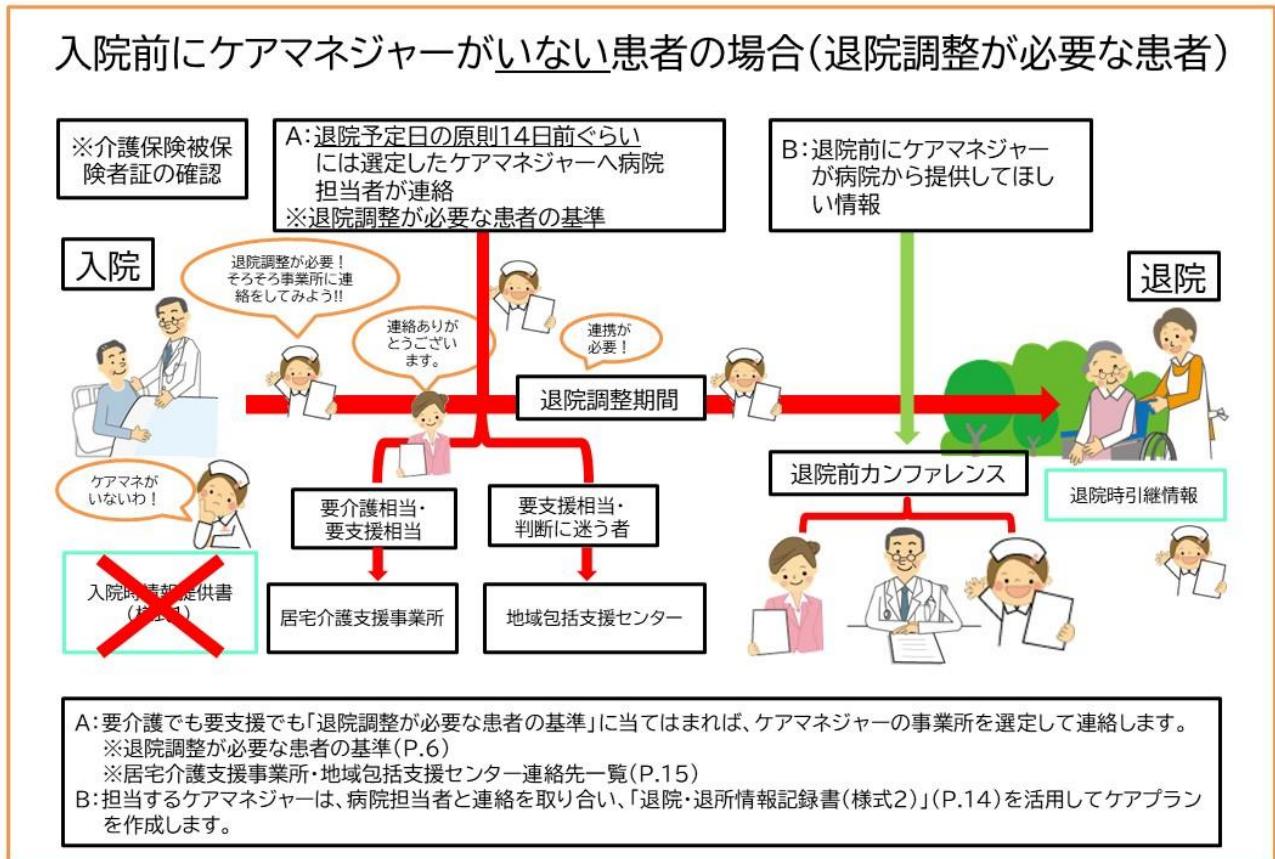 入院前にケアマネジャーがいない患者の場合(退院調整が必要な患者)
※介護保険被保
険者証の確認
A:退院予定日の原則14日前ぐらい
には選定したケアマネジャーへ病院
担当者が連絡
※退院調整が必要な患者の基準
B:退院前にケアマネジャー
が病院から提供してほし
い情報
入院
退院調整が必要!
そろそろ事業所に連
絡をしてみよう!!
連絡ありが
とうござい
ます。
連携が
必要!
退院
退院調整期間
ケアマネが
いないわ!
要介護相当・
要支援相当
要支援相当・
判断に迷う者
退院前カンファレンス
退院時引継情報
入院時情報提供書
(様式1)
居宅介護支援事業所
地域包括支援センター
A:要介護でも要支援でも「退院調整が必要な患者の基準」に当てはまれば、ケアマネジャーの事業所を選定して連絡します。
※退院調整が必要な患者の基準(P.6)
※居宅介護支援事業所・地域包括支援センター連絡先一覧(P.15)
B:担当するケアマネジャーは、病院担当者と連絡を取り合い、「退院・退所情報記録書(様式2)」(P.14)を活用してケアプラン
を作成します。